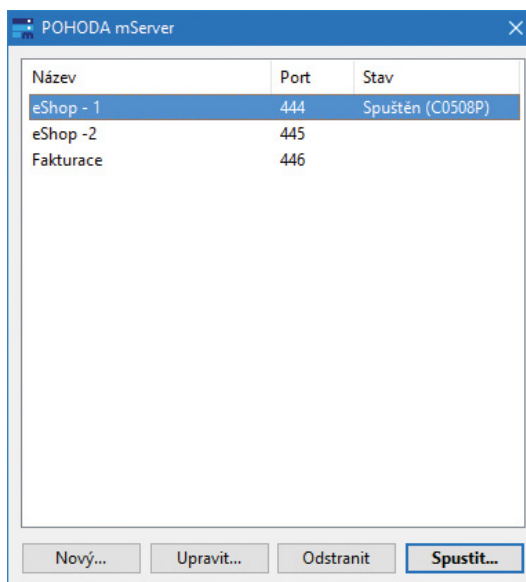 POHODA mServer
Název Port Stav
eShop - 1 444 Spuštěn (C0508P)
eShop -2 445
Fakturace 446
Nový... Upravit... Odstranit Spustit...